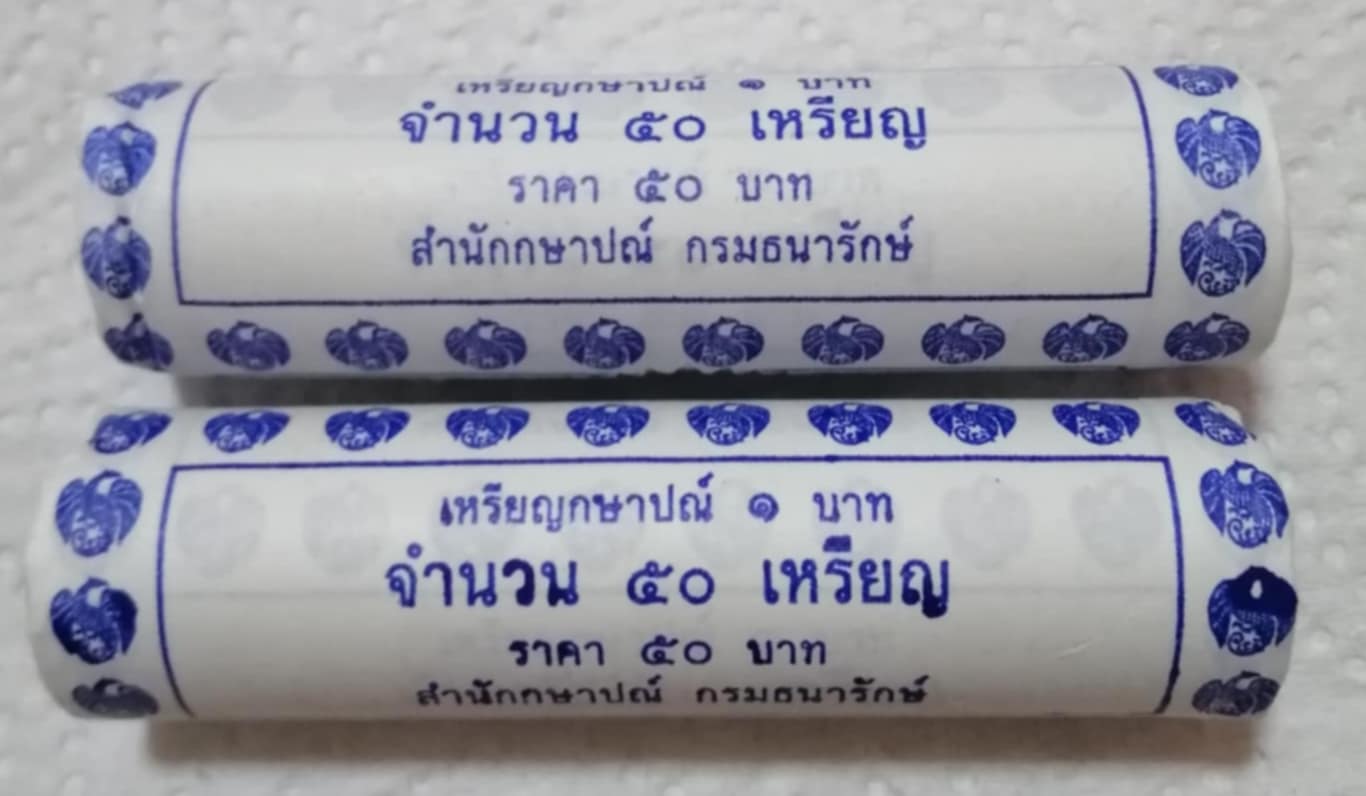 เหรียญกษาปณ์ ๑ บาท
จำนวน ๕๐ เหรียญ
ราคา ๕๐ บาท
สำนักกษาปณ์ กรมธนารักษ์
เหรียญกษาปณ์ ๑ บาท
จำนวน ๕๐ เหรียญ
ราคา ๕๐ บาท
สำนักกษาปณ์ กรมธนารักษ์